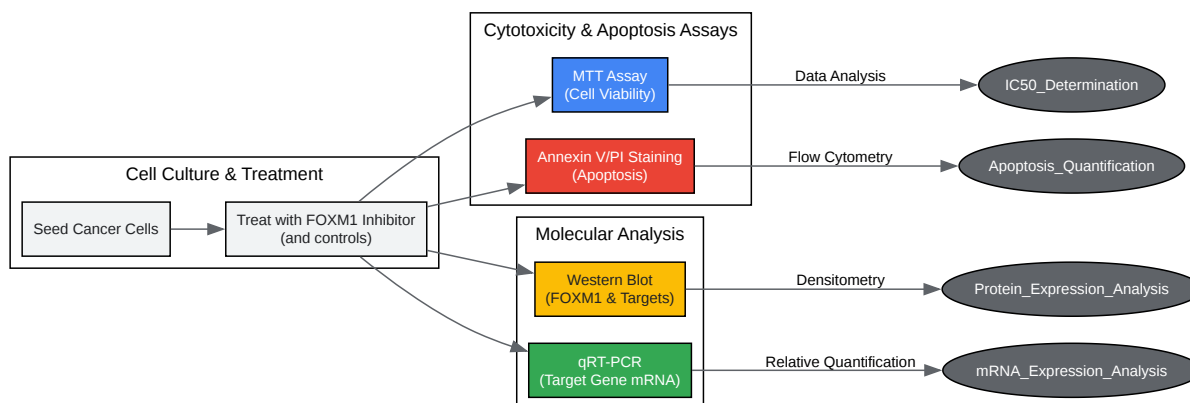 Cytotoxicity & Apoptosis Assays
MTT Assay
(Cell Viability)
Data Analysis
IC50_Determination
Annexin V/PI Staining
(Apoptosis)
Flow Cytometry
Apoptosis_Quantification
Cell Culture & Treatment
Seed Cancer Cells
Treat with FOXM1 Inhibitor
(and controls)
Molecular Analysis
Western Blot
(FOXM1 & Targets)
Densitometry
Protein_Expression_Analysis
qRT-PCR
(Target Gene mRNA)
Relative Quantification
mRNA_Expression_Analysis